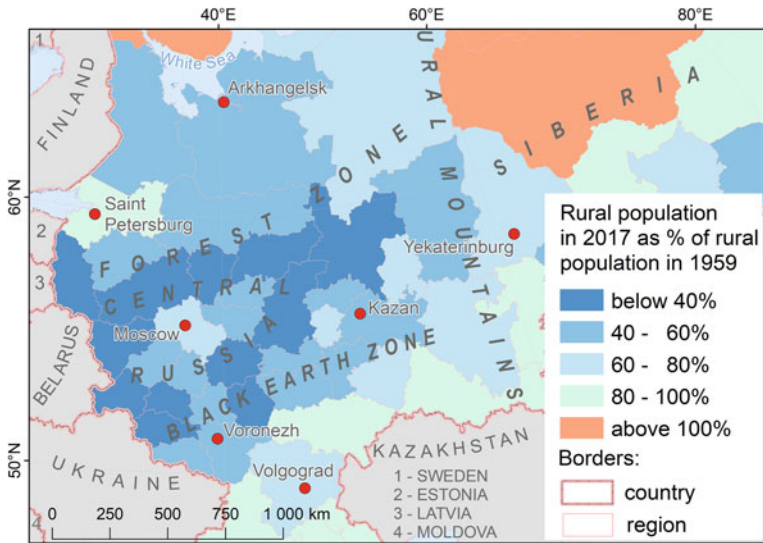 40°E
60°E
80°E
1
White Sea
Arkhangelsk
FINLAND
URAL MOUNTAINS
SIBERIA
60°N
Saint
Petersburg
2
FOREST ZONE
Yekaterinburg
3
CENTRAL
RUSSIA
Moscow
Kazan
BELARUS
BLACK EARTH ZONE
Voronezh
50°N
UKRAINE
Volgograd
KAZAKHSTAN
1 - SWEDEN
2 - ESTONIA
3 - LATVIA
4 - MOLDOVA
4
0 250 500 750 1 000 km
Rural population
in 2017 as % of rural
population in 1959
below 40%
40 - 60%
60 - 80%
80 - 100%
above 100%
Borders:
country
region